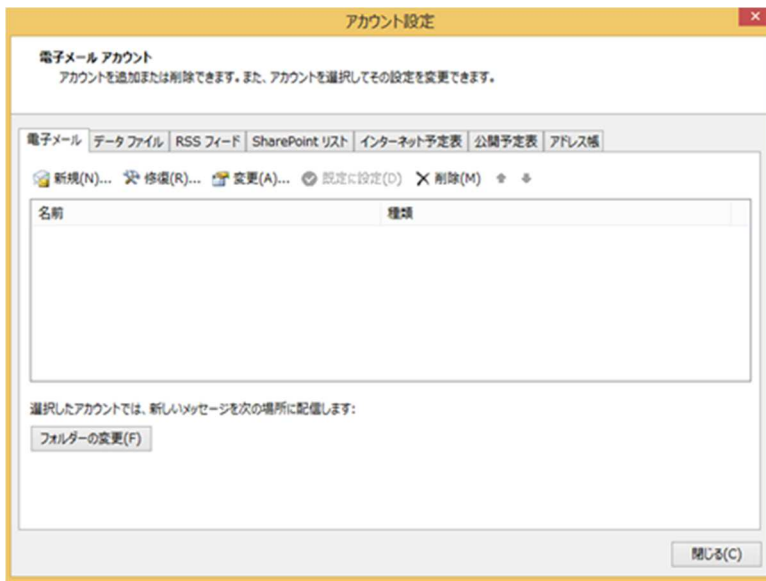 アカウント設定
電子メール アカウント
アカウントを追加または削除できます。また、アカウントを選択してその設定を変更できます。
電子メール データ ファイル RSS フィード SharePoint リスト インターネット予定表 公開予定表 アドレス帳
新規(N)... 修復(R)... 変更(A)... 既定に設定(D) 削除(M)
名前 種類
選択したアカウントでは、新しいメッセージを次の場所に配信します:
フォルダーの変更(F)
閉じる(C)